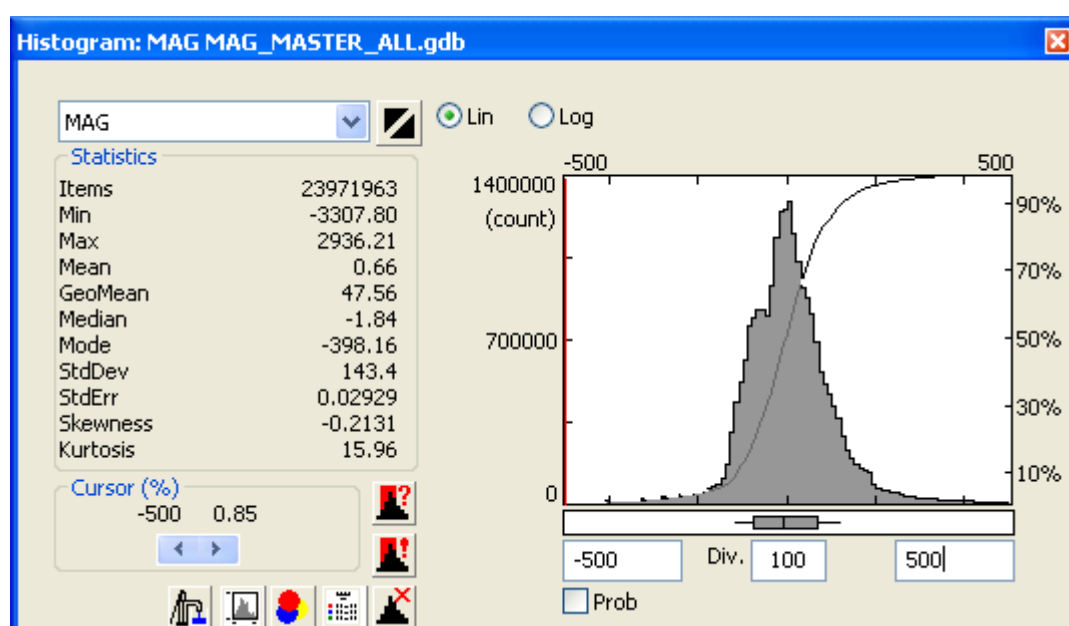 Histogram: MAG MAG_MASTER_ALL.gdb
MAG
Lin
Log
Statistics
Items 23971963
Min -3307.80
Max 2936.21
Mean 0.66
GeoMean 47.56
Median -1.84
Mode -398.16
StdDev 143.4
StdErr 0.02929
Skewness -0.2131
Kurtosis 15.96
Cursor (%)
-500 0.85
-500 500
1400000
(count)
700000
0
90%
70%
50%
30%
10%
-500 Div. 100 500
Prob